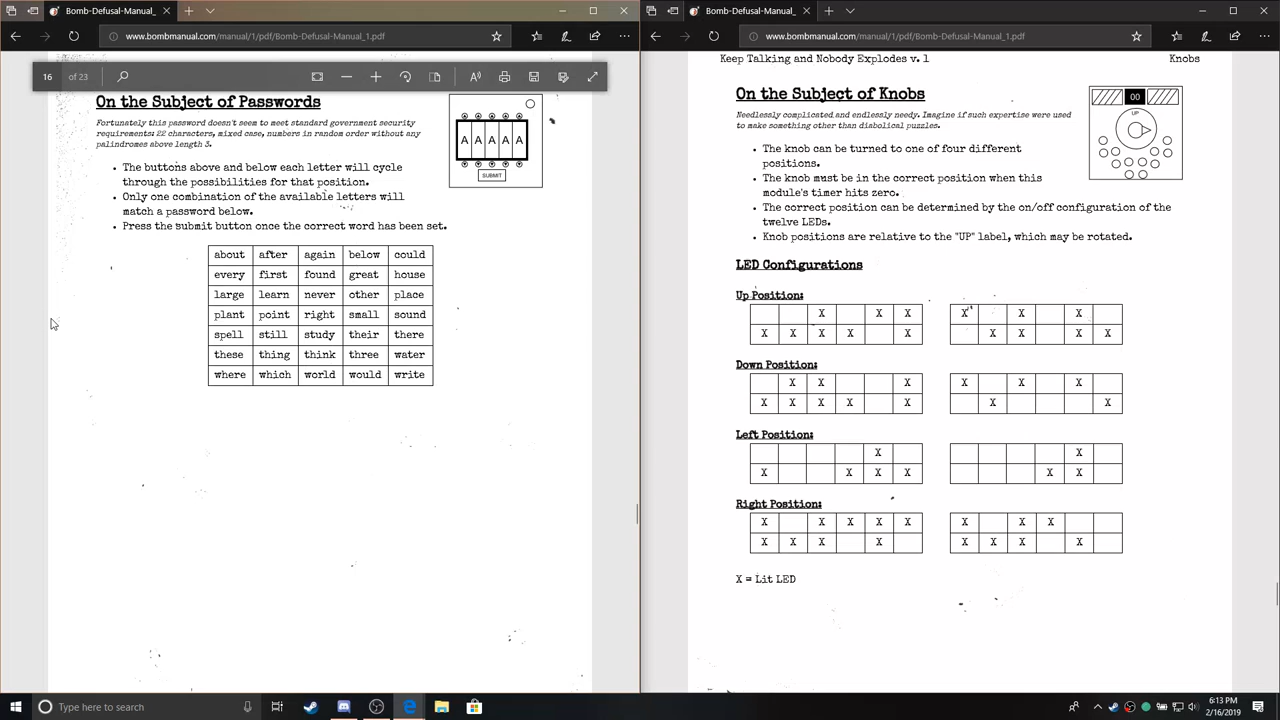 Bomb-Defusal-Manual_1.pdf
www.bombmanual.com/manual/1/pdf/Bomb-Defusal-Manual_1.pdf
16 of 23
On the Subject of Passwords
Fortunately this password doesn't seem to meet standard government security
requirements: 22 characters, mixed case, numbers in random order without any
palindromes above length 3.
• The buttons above and below each letter will cycle
through the possibilities for that position.
• Only one combination of the available letters will
match a password below.
• Press the submit button once the correct word has been set.
A A A A A
SUBMIT
about after again below could
every first found great house
large learn never other place
plant point right small sound
spell still study their there
these thing think three water
where which world would write
Bomb-Defusal-Manual_1.pdf
www.bombmanual.com/manual/1/pdf/Bomb-Defusal-Manual_1.pdf
Keep Talking and Nobody Explodes v. 1 Knobs
On the Subject of Knobs
Needlessly complicated and endlessly needy. Imagine if such expertise were used
to make something other than diabolical puzzles.
• The knob can be turned to one of four different
positions.
• The knob must be in the correct position when this
module's timer hits zero.
• The correct position can be determined by the on/off configuration of the
twelve LEDs.
• Knob positions are relative to the "UP" label, which may be rotated.
00
UP
LED Configurations
Up Position:
X X X X X X
X X X X X X X X X
Down Position:
X X X X X X
X X X X X X X
Left Position:
X X
X X X X X X
Right Position:
X X X X X X X X
X X X X X X X X
X = Lit LED
Type here to search
6:13 PM
2/16/2019